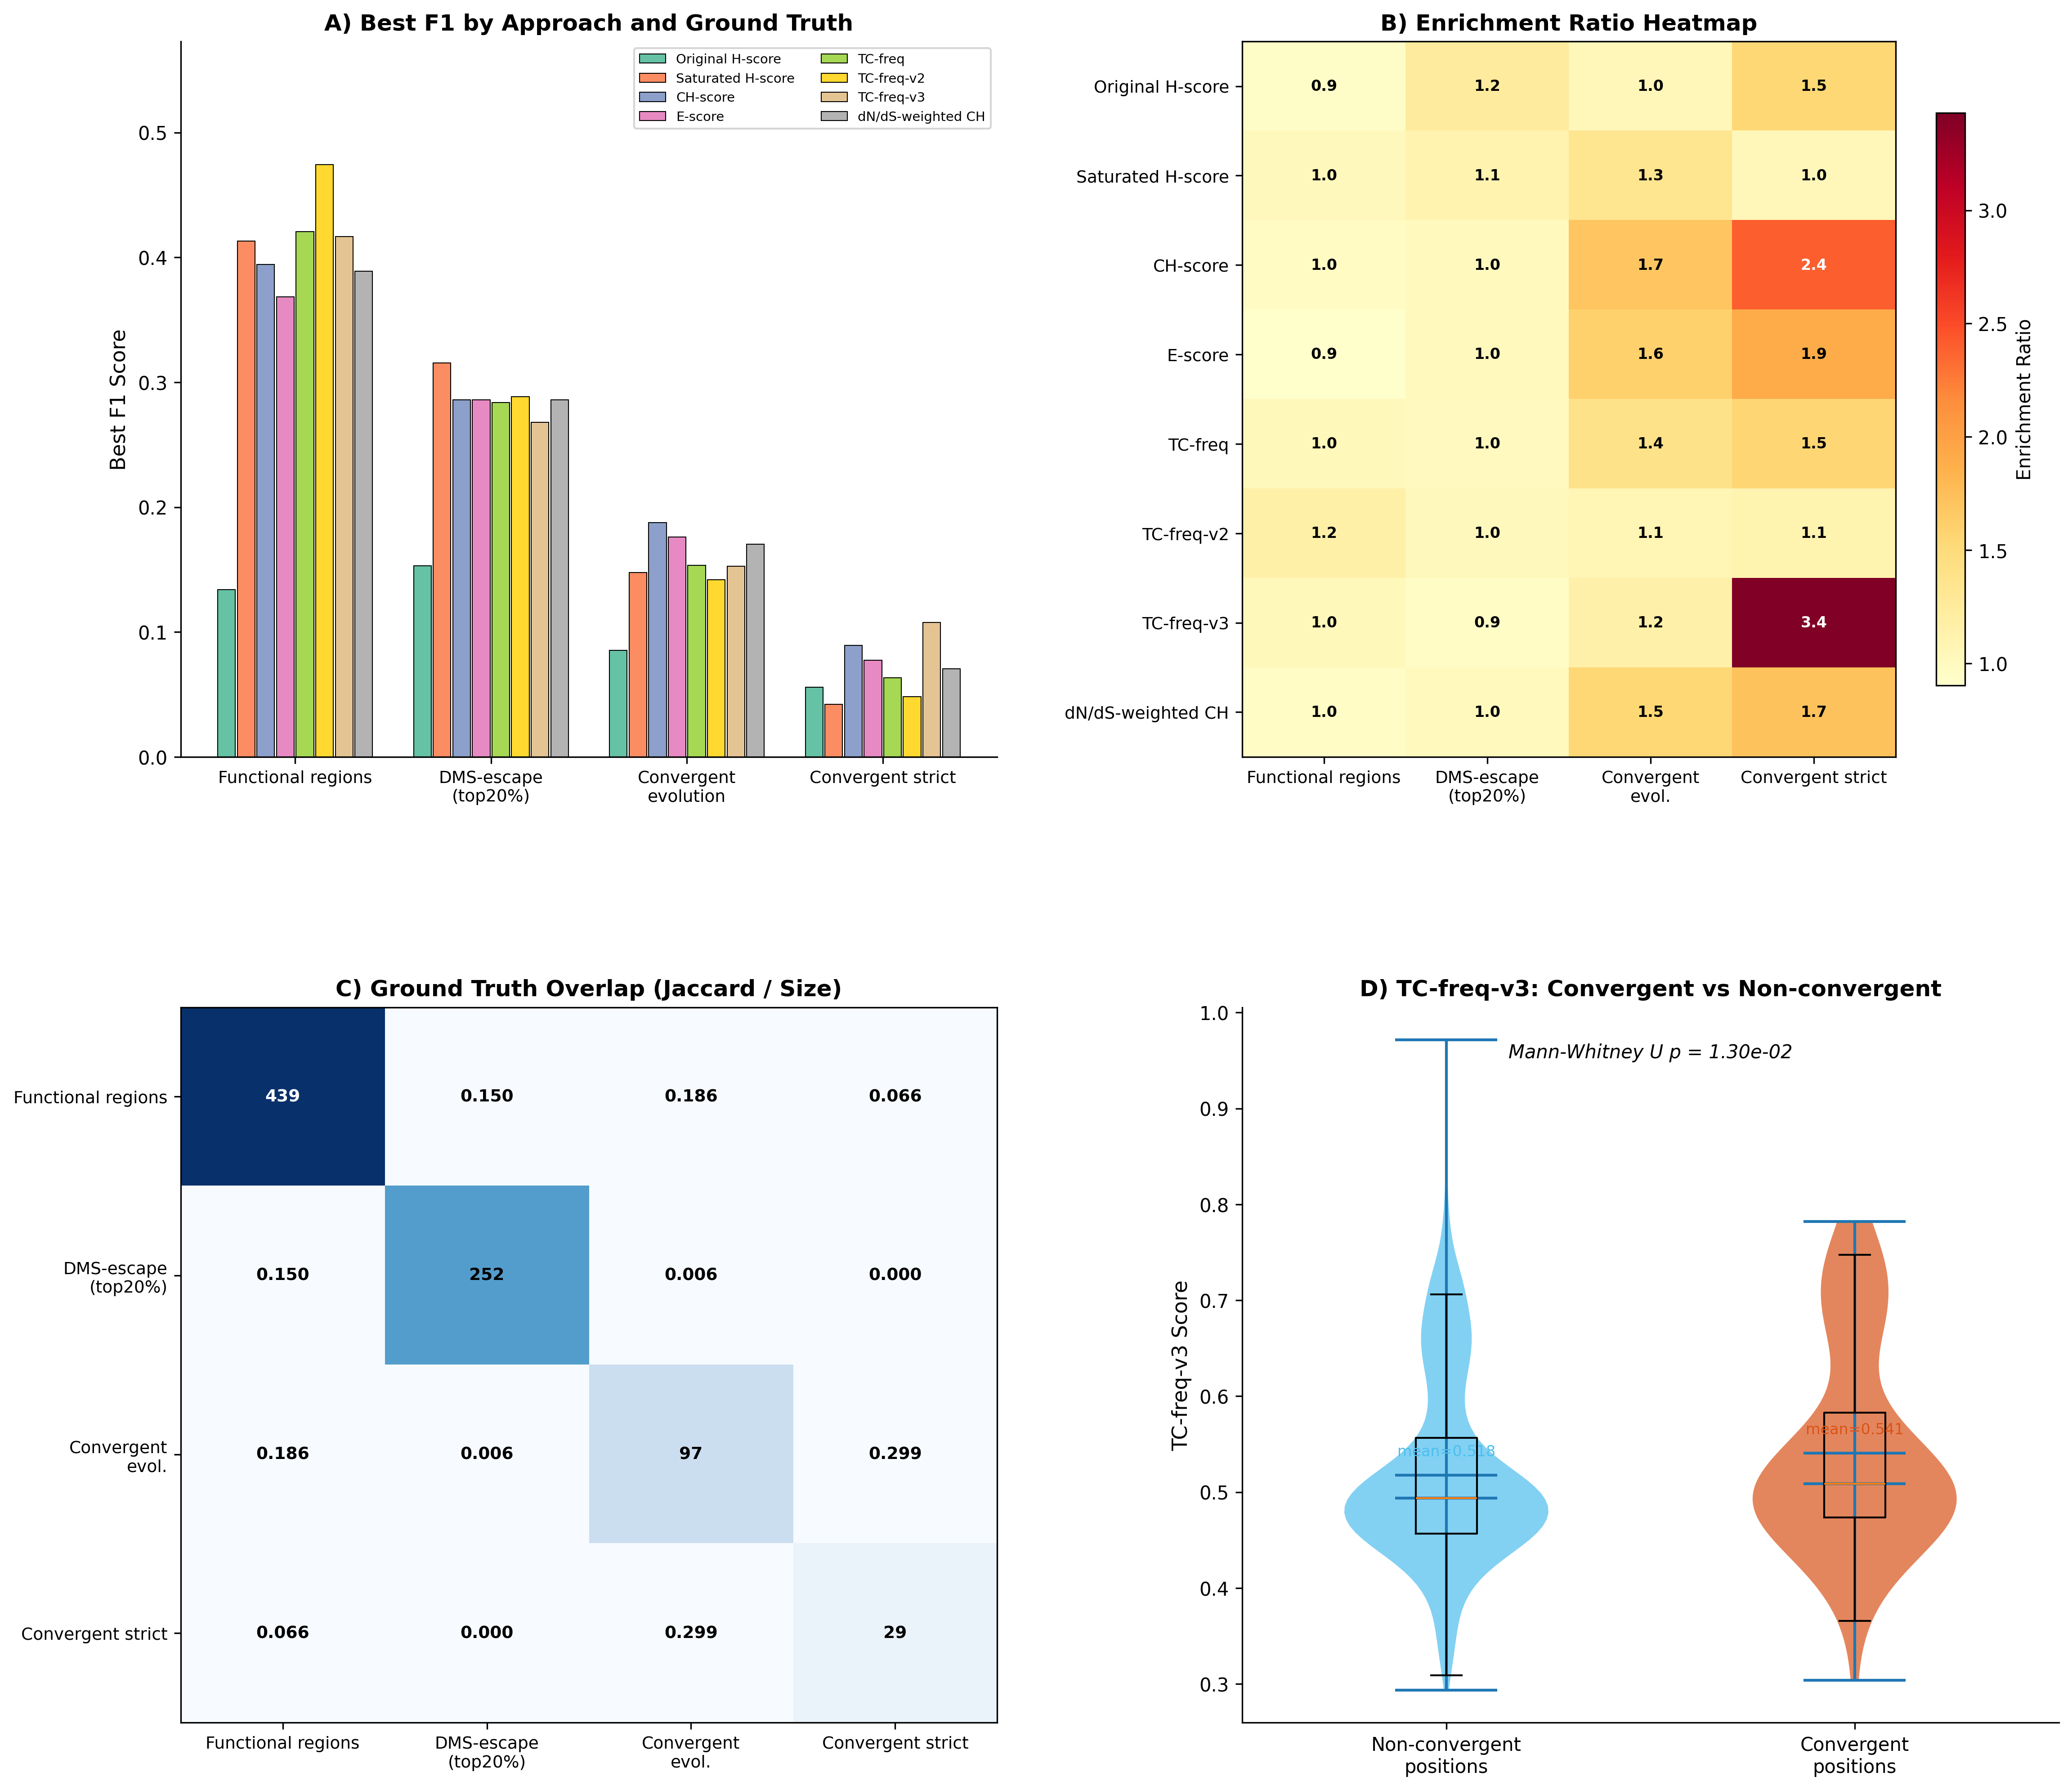 A) Best F1 by Approach and Ground Truth
Original H-score
Saturated H-score
CH-score
E-score
TC-freq
TC-freq-v2
TC-freq-v3
dN/dS-weighted CH
Best F1 Score
0.5
0.4
0.3
0.2
0.1
0.0
Functional regions
DMS-escape
(top20%)
Convergent
evolution
Convergent strict
B) Enrichment Ratio Heatmap
Original H-score 0.9 1.2 1.0 1.5
Saturated H-score 1.0 1.1 1.3 1.0
CH-score 1.0 1.0 1.7 2.4
E-score 0.9 1.0 1.6 1.9
TC-freq 1.0 1.0 1.4 1.5
TC-freq-v2 1.2 1.0 1.1 1.1
TC-freq-v3 1.0 0.9 1.2 3.4
dN/dS-weighted CH 1.0 1.0 1.5 1.7
Functional regions
DMS-escape
(top20%)
Convergent
evol.
Convergent strict
3.0
2.5
2.0
1.5
1.0
Enrichment Ratio
C) Ground Truth Overlap (Jaccard / Size)
Functional regions 439 0.150 0.186 0.066
DMS-escape
(top20%)
0.150 252 0.006 0.000
Convergent
evol.
0.186 0.006 97 0.299
Convergent strict 0.066 0.000 0.299 29
Functional regions
DMS-escape
(top20%)
Convergent
evol.
Convergent strict
D) TC-freq-v3: Convergent vs Non-convergent
Mann-Whitney U p = 1.30e-02
TC-freq-v3 Score
1.0
0.9
0.8
0.7
0.6
0.5
0.4
0.3
mean=0.518
mean=0.541
Non-convergent
positions
Convergent
positions